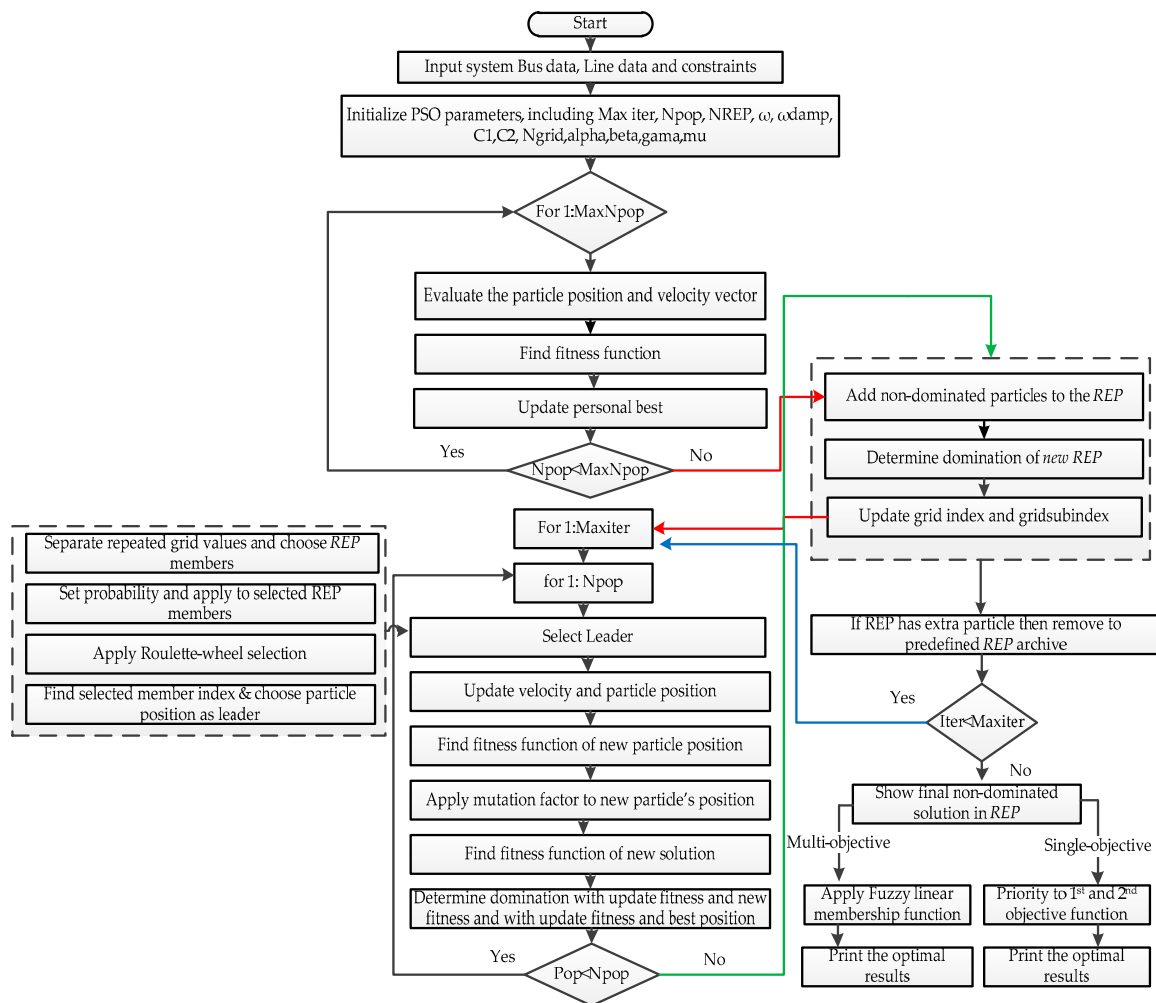 Start
Input system Bus data, Line data and constraints
Initialize PSO parameters, including Max iter, Npop, NREP, ω, ωdamp,
C1,C2, Ngrid,alpha,beta,gama,mu
For 1:MaxNpop
Evaluate the particle position and velocity vector
Find fitness function
Update personal best
Yes
Npop<MaxNpop
No
Add non-dominated particles to the REP
Determine domination of new REP
Update grid index and gridsubindex
For 1:Maxiter
for 1: Npop
Separate repeated grid values and choose REP
members
Set probability and apply to selected REP
members
Apply Roulette-wheel selection
Find selected member index & choose particle
position as leader
Select Leader
Update velocity and particle position
Find fitness function of new particle position
Apply mutation factor to new particle's position
Find fitness function of new solution
Determine domination with update fitness and new
fitness and with update fitness and best position
Yes
Pop<Npop
No
If REP has extra particle then remove to
predefined REP archive
Yes
Iter<Maxiter
No
Show final non-dominated
solution in REP
Multi-objective
Single-objective
Apply Fuzzy linear
membership function
Priority to 1st and 2nd
objective function
Print the optimal
results
Print the optimal
results